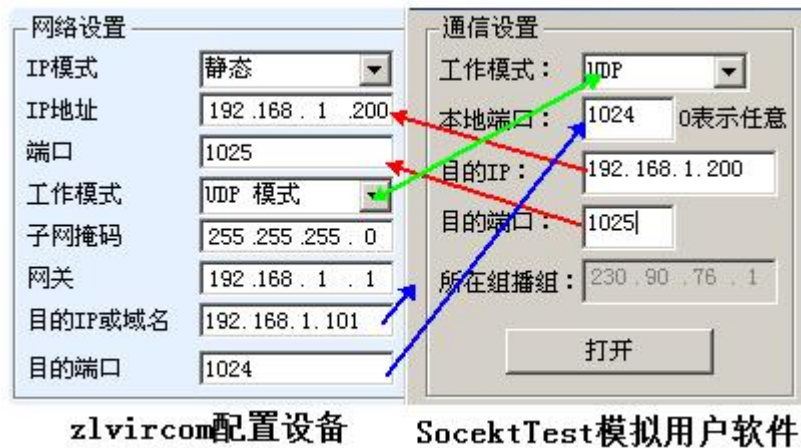 网络设置
IP模式 静态
IP地址 192 .168 . 1 .200
端口 1025
工作模式 UDP 模式
子网掩码 255 .255 .255 . 0
网关 192 .168 . 1 . 1
目的IP或域名 192.168.1.101
目的端口 1024
zlvircom配置设备
通信设置
工作模式： UDP
本地端口： 1024 0表示任意
目的IP： 192.168.1.200
目的端口： 1025
所在组播组： 230 .90 .76 . 1
打开
SocektTest模拟用户软件